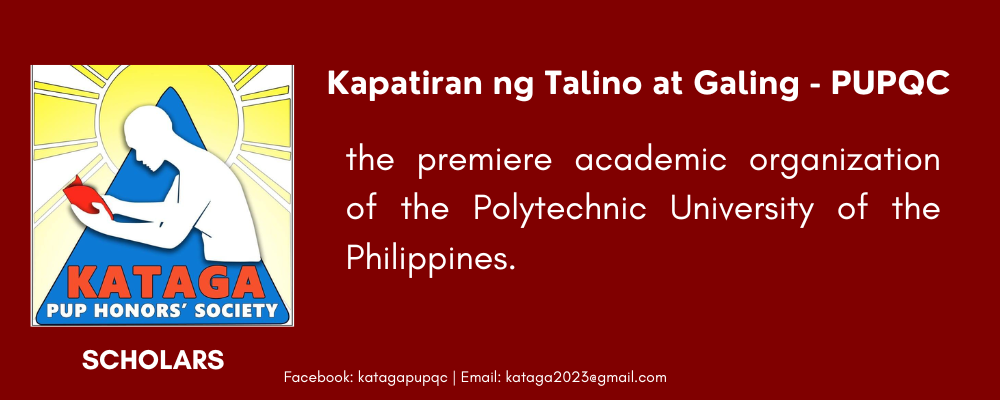 Kapatiran ng Talino at Galing - PUPQC
the premiere academic organization
of the Polytechnic University of the
Philippines.
KATAGA
PUP HONORS' SOCIETY
SCHOLARS
Facebook: katagapupqc | Email: kataga2023@gmail.com